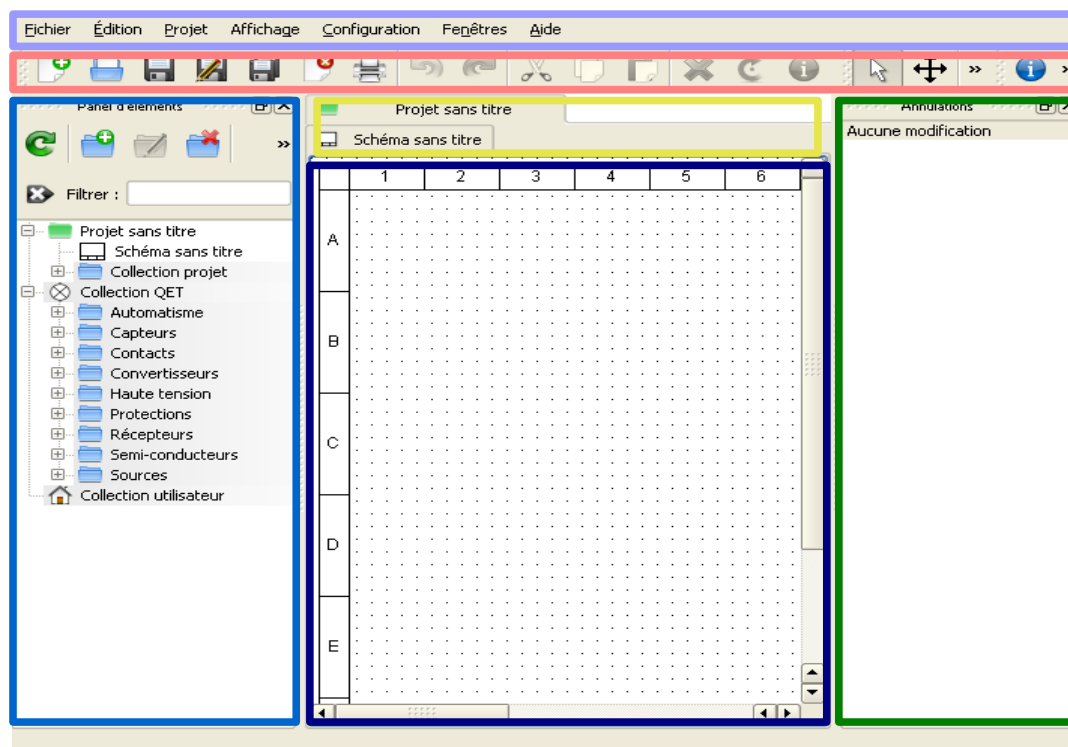 Fichier Édition Projet Affichage Configuration Fenêtres Aide
Panel d'éléments
Projet sans titre
Annulations
Schéma sans titre
Aucune modification
Filtrer :
1 2 3 4 5 6
Projet sans titre
Schéma sans titre
Collection projet
Collection QET
Automatisme
Capteurs
Contacts
Convertisseurs
Haute tension
Protections
Récepteurs
Semi-conducteurs
Sources
Collection utilisateur
A
B
C
D
E